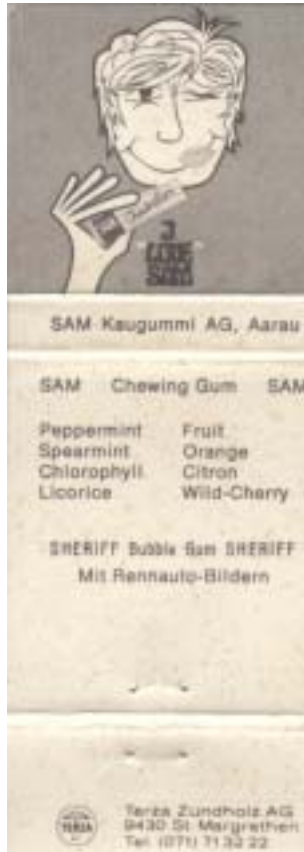 I
LOVE
SAM
SAM Kaugummi AG, Aarau
SAM Chewing Gum SAM
Peppermint Fruit
Spearmint Orange
Chlorophyll Citron
Licorice Wild-Cherry
SHERIFF Bubble Gum SHERIFF
Mit Rennauto-Bildern
TERZA
Terza Zündholz AG
9430 St. Margrethen
Tel. (071) 71 32 22